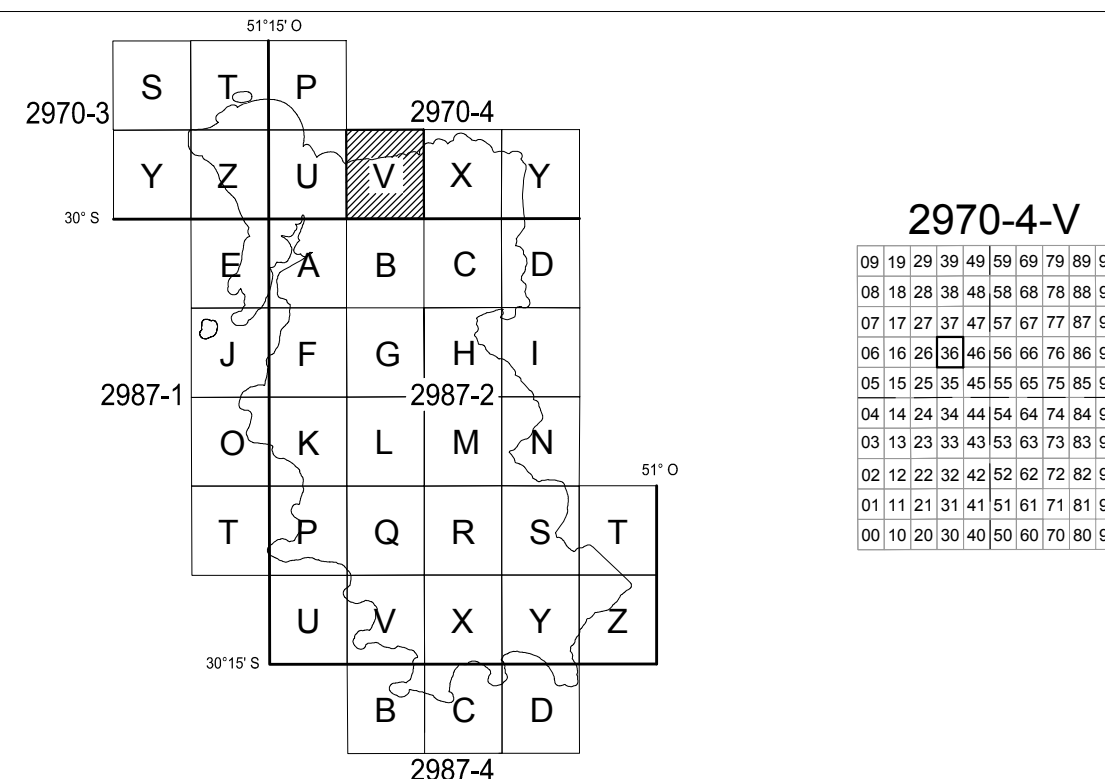 51°15' O
S T P
2970-3 2970-4
Y Z U V X Y
30° S
E A B C D
J F G H I
2987-1 2987-2
O K L M N
51° O
T P Q R S T
U V X Y Z
30°15' S
B C D
2987-4
2970-4-V
09 19 29 39 49 59 69 79 89
08 18 28 38 48 58 68 78 88
07 17 27 37 47 57 67 77 87
06 16 26 36 46 56 66 76 86
05 15 25 35 45 55 65 75 85
04 14 24 34 44 54 64 74 84
03 13 23 33 43 53 63 73 83
02 12 22 32 42 52 62 72 82
01 11 21 31 41 51 61 71 81
00 10 20 30 40 50 60 70 80